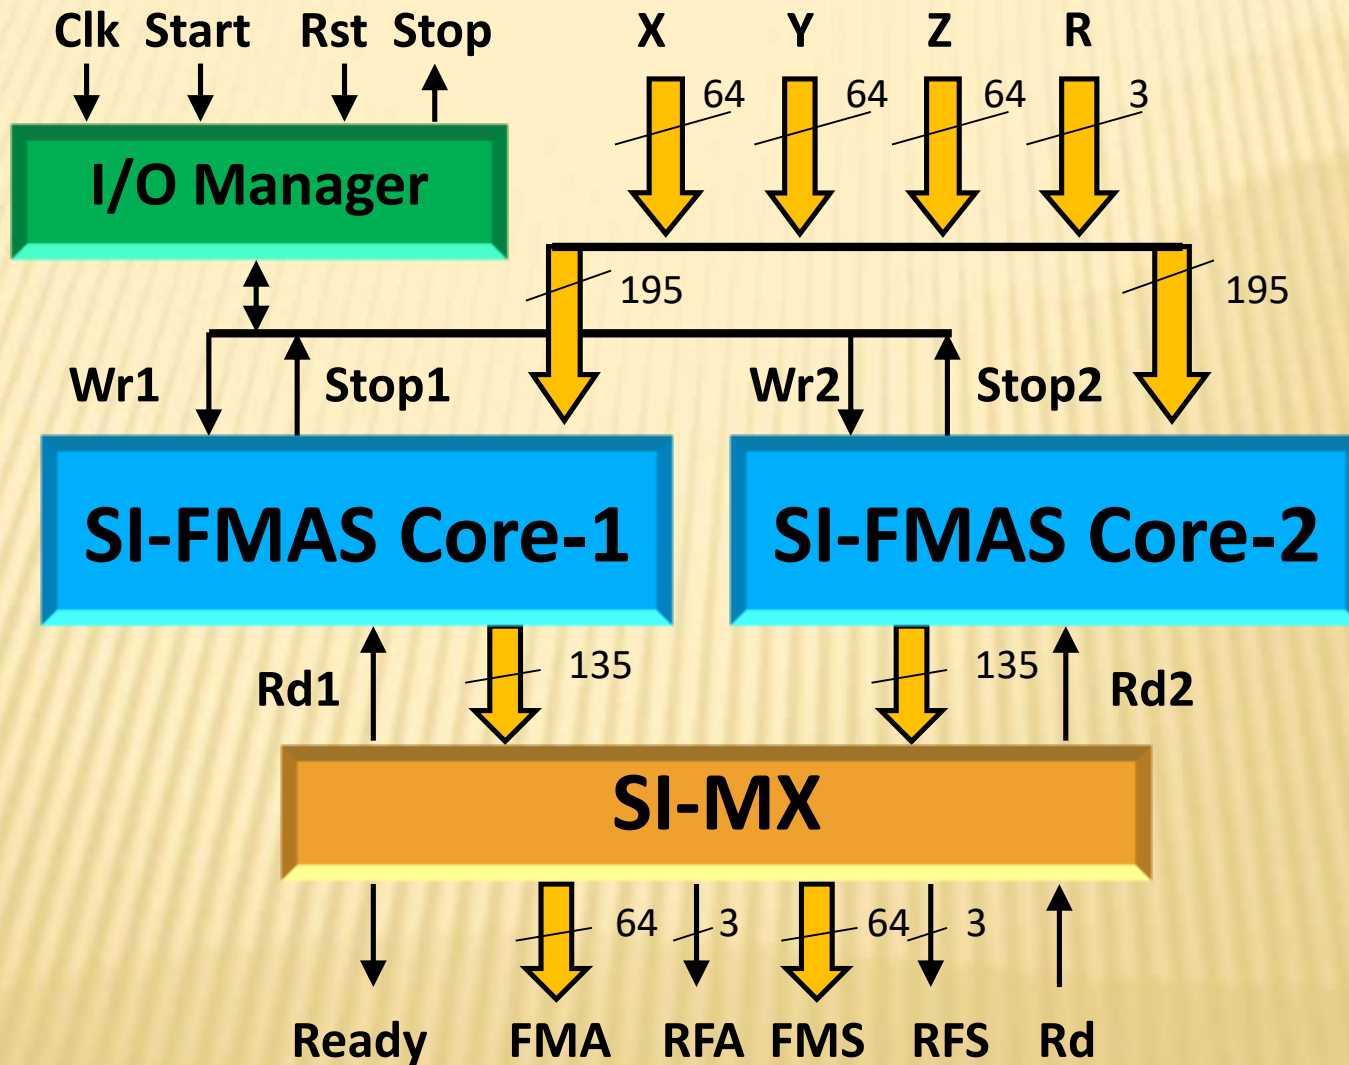 Clk Start Rst Stop X Y Z R
64 64 64 3
I/O Manager
195 195
Wr1 Stop1 Wr2 Stop2
SI-FMAS Core-1 SI-FMAS Core-2
135 135
Rd1 Rd2
SI-MX
64 3 64 3
Ready FMA RFA FMS RFS Rd